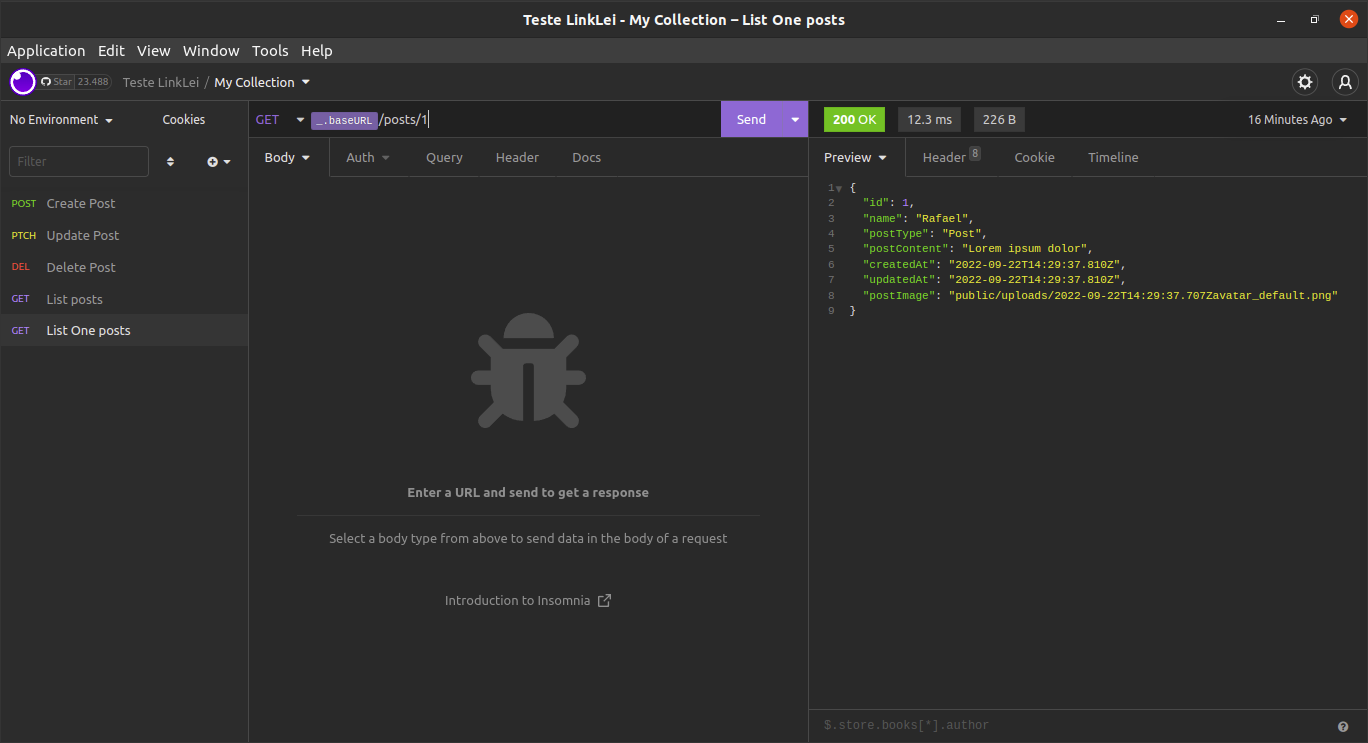 Teste LinkLei - My Collection – List One posts
Application Edit View Window Tools Help
Star 23.488 Teste LinkLei / My Collection
No Environment Cookies
Filter
POST Create Post
PTCH Update Post
DEL Delete Post
GET List posts
GET List One posts
GET _.baseURL/posts/1 Send
Body Auth Query Header Docs
Enter a URL and send to get a response
Select a body type from above to send data in the body of a request
Introduction to Insomnia
200 OK 12.3 ms 226 B 16 Minutes Ago
Preview Header 8 Cookie Timeline
1 {
2 "id": 1,
3 "name": "Rafael",
4 "postType": "Post",
5 "postContent": "Lorem ipsum dolor",
6 "createdAt": "2022-09-22T14:29:37.810Z",
7 "updatedAt": "2022-09-22T14:29:37.810Z",
8 "postImage": "public/uploads/2022-09-22T14:29:37.707Zavatar_default.png"
9 }
$.store.books[*].author